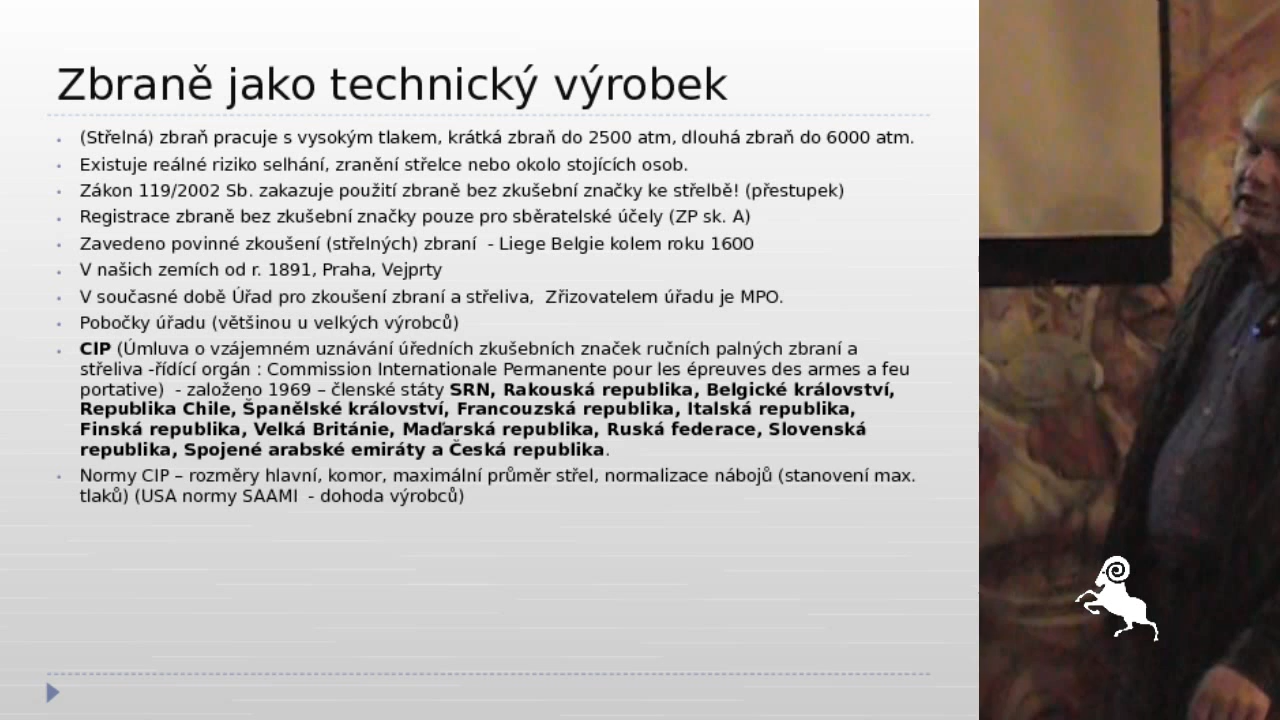 Zbraně jako technický výrobek
(Střelná) zbraň pracuje s vysokým tlakem, krátká zbraň do 2500 atm, dlouhá zbraň do 6000 atm.
Existuje reálné riziko selhání, zranění střelce nebo okolo stojících osob.
Zákon 119/2002 Sb. zakazuje použití zbraně bez zkušební značky ke střelbě! (přestupek)
Registrace zbraně bez zkušební značky pouze pro sběratelské účely (ZP sk. A)
Zavedeno povinné zkoušení (střelných) zbraní  - Liege Belgie kolem roku 1600
V našich zemích od r. 1891, Praha, Vejprty
V současné době Úřad pro zkoušení zbraní a střeliva,  Zřizovatelem úřadu je MPO.
Pobočky úřadu (většinou u velkých výrobců)
CIP (Úmluva o vzájemném uznávání úředních zkušebních značek ručních palných zbraní a
střeliva -řídící orgán : Commission Internationale Permanente pour les épreuves des armes a feu
portative)  - založeno 1969 – členské státy SRN, Rakouská republika, Belgické království,
Republika Chile, Španělské království, Francouzská republika, Italská republika,
Finská republika, Velká Británie, Maďarská republika, Ruská federace, Slovenská
republika, Spojené arabské emiráty a Česká republika.
Normy CIP – rozměry hlavní, komor, maximální průměr střel, normalizace nábojů (stanovení max.
tlaků) (USA normy SAAMI  - dohoda výrobců)